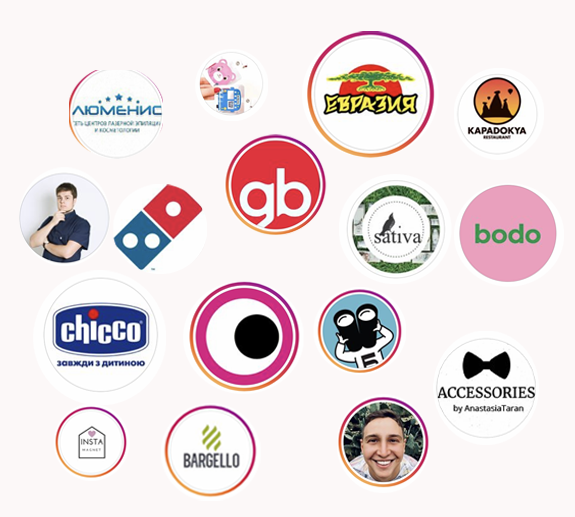 ЛЮМЕНИС
СЕТЬ ЦЕНТРОВ ЛАЗЕРНОЙ ЭПИЛЯЦИИ
И КОСМЕТОЛОГИИ
ЕВРАЗИЯ
KAPADOKYA
RESTAURANT
gb
sativa
bodo
chicco
завжди з дитиною
ACCESSORIES
by AnastasiaTaran
INSTA
MAGNET
BARGELLO